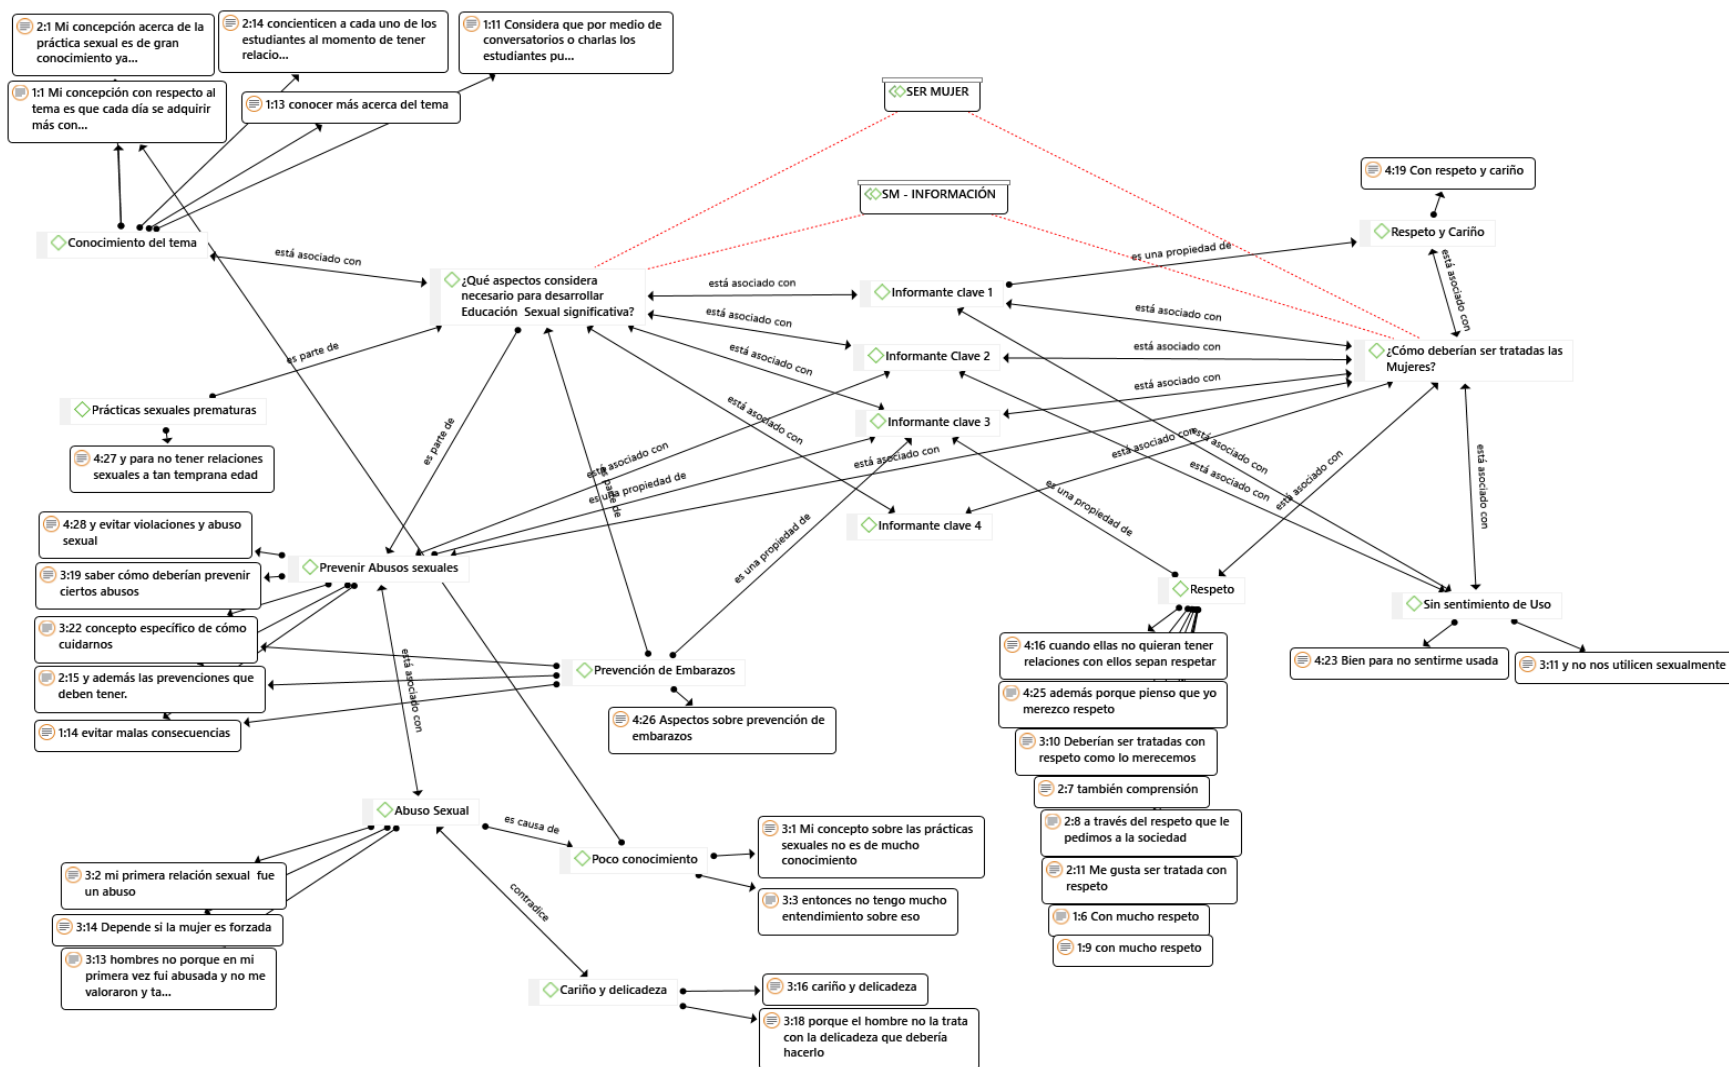 2:1 Mi concepción acerca de la
práctica sexual es de gran
conocimiento ya...
2:14 concienticen a cada uno de los
estudiantes al momento de tener
relacio...
1:11 Considera que por medio de
conversatorios o charlas los
estudiantes pu...
1:1 Mi concepción con respecto al
tema es que cada día se adquirir
más con...
1:13 conocer más acerca del tema
SER MUJER
SM - INFORMACIÓN
4:19 Con respeto y cariño
Respeto y Cariño
Conocimiento del tema
está asociado con
es una propiedad de
está asociado con
¿Qué aspectos considera
necesario para desarrollar
Educación Sexual significativa?
está asociado con
Informante clave 1
está asociado con
está asociado con
Informante Clave 2
está asociado con
¿Cómo deberían ser tratadas las
Mujeres?
es parte de
está asociado con
está asociado con
Prácticas sexuales prematuras
Informante clave 3
está asociado con
4:27 y para no tener relaciones
sexuales a tan temprana edad
es parte de
está asociado con
es una propiedad de
es parte de
está asociado con
está asociado con
está asociado con
está asociado con
está asociado con
está asociado con
es una propiedad de
Informante clave 4
4:28 y evitar violaciones y abuso
sexual
Prevenir Abusos sexuales
3:19 saber cómo deberían prevenir
ciertos abusos
es una propiedad de
Respeto
Sin sentimiento de Uso
3:22 concepto específico de cómo
cuidarnos
2:15 y además las prevenciones que
deben tener.
1:14 evitar malas consecuencias
está asociado con
Prevención de Embarazos
4:26 Aspectos sobre prevención de
embarazos
4:16 cuando ellas no quieran tener
relaciones con ellos sepan respetar
4:23 Bien para no sentirme usada
3:11 y no nos utilicen sexualmente
4:25 además porque pienso que yo
merezco respeto
3:10 Deberían ser tratadas con
respeto como lo merecemos
2:7 también comprensión
2:8 a través del respeto que le
pedimos a la sociedad
2:11 Me gusta ser tratada con
respeto
1:6 Con mucho respeto
1:9 con mucho respeto
Abuso Sexual
es causa de
Poco conocimiento
3:1 Mi concepto sobre las prácticas
sexuales no es de mucho
conocimiento
3:3 entonces no tengo mucho
entendimiento sobre eso
3:2 mi primera relación sexual fue
un abuso
3:14 Depende si la mujer es forzada
3:13 hombres no porque en mi
primera vez fui abusada y no me
valoraron y ta...
contradice
Cariño y delicadeza
3:16 cariño y delicadeza
3:18 porque el hombre no la trata
con la delicadeza que debería
hacerlo